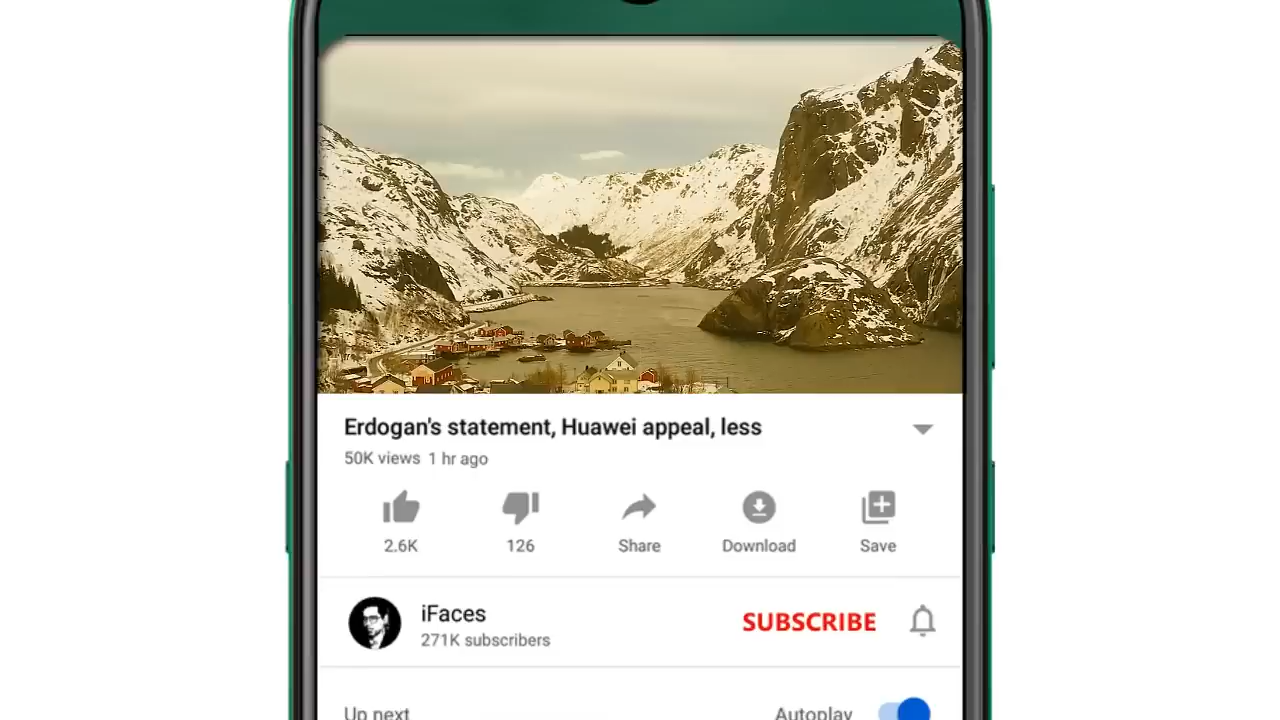 Erdogan's statement, Huawei appeal, less
50K views 1 hr ago
2.6K 126 Share Download Save
iFaces
271K subscribers
SUBSCRIBE
Up next Autoplay